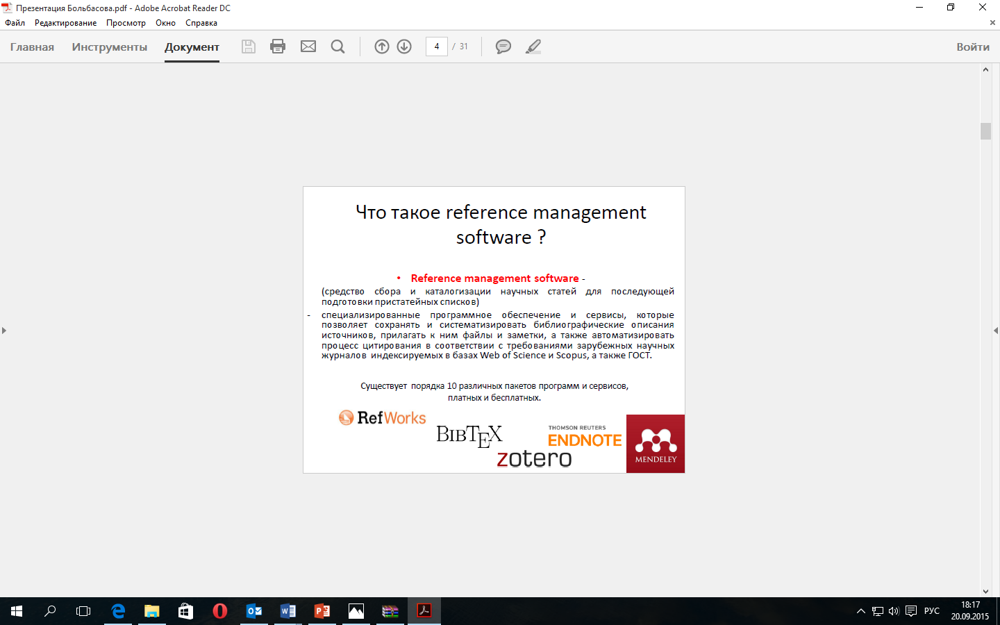 Презентация Больбасова.pdf - Adobe Acrobat Reader DC
Файл Редактирование Просмотр Окно Справка
Главная Инструменты Документ 4 / 31 Войти
Что такое reference management
software ?
• Reference management software -
(средство сбора и каталогизации научных статей для последующей
подготовки пристатейных списков)
- специализированные программное обеспечение и сервисы, которые
позволяет сохранять и систематизировать библиографические описания
источников, прилагать к ним файлы и заметки, а также автоматизировать
процесс цитирования в соответствии с требованиями зарубежных научных
журналов индексируемых в базах Web of Science и Scopus, а также ГОСТ.
Существует порядка 10 различных пакетов программ и сервисов,
платных и бесплатных.
RefWorks
BIBTEX
THOMSON REUTERS
ENDNOTE
zotero
MENDELEY
РУС
18:17
20.09.2015